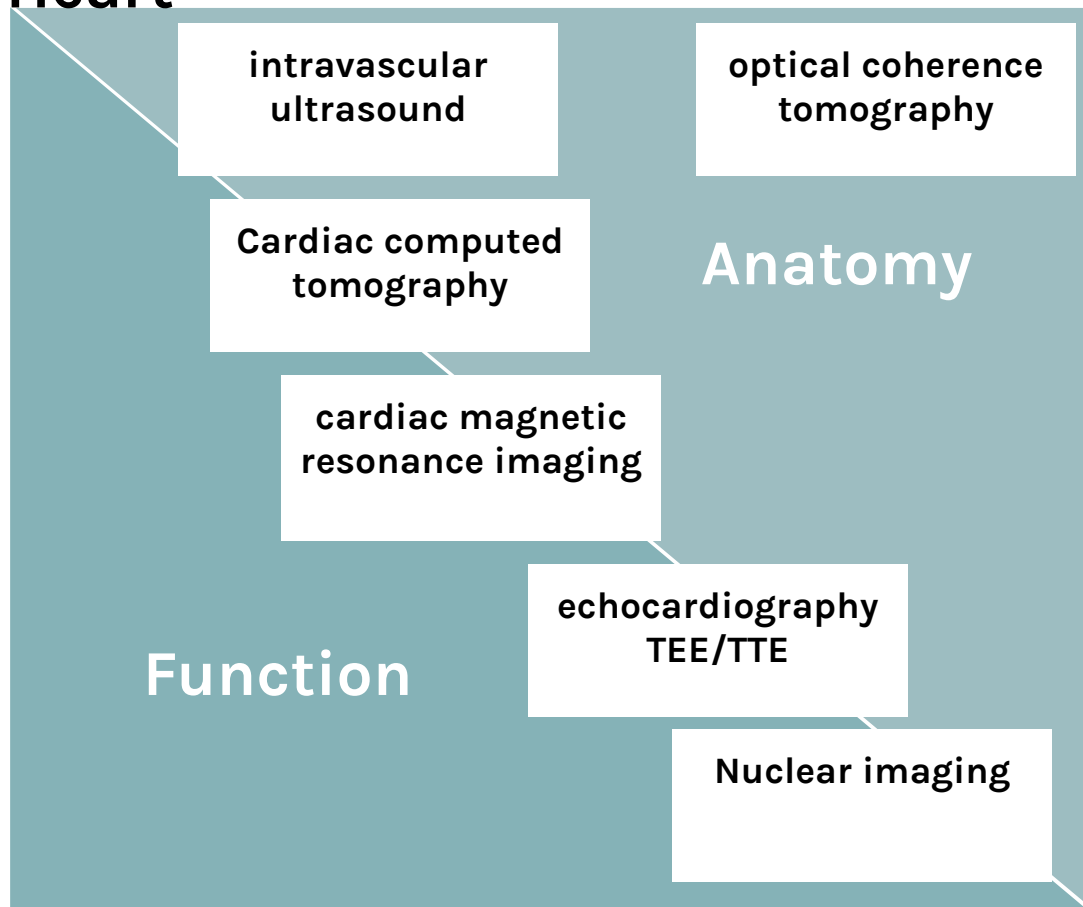 Heart
intravascular
ultrasound
optical coherence
tomography
Cardiac computed
tomography
Anatomy
cardiac magnetic
resonance imaging
echocardiography
TEE/TTE
Function
Nuclear imaging